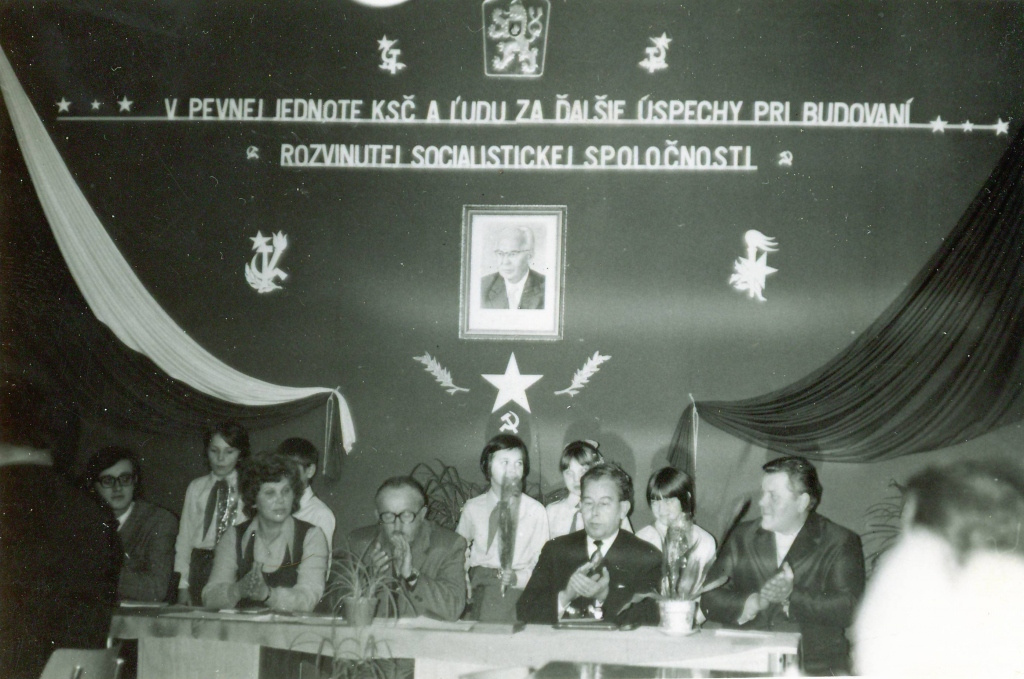 V PEVNEJ JEDNOTE KSČ A ĽUDU ZA ĎALŠIE ÚSPECHY PRI BUDOVANÍ
ROZVINUTEJ SOCIALISTICKEJ SPOLOČNOSTI.